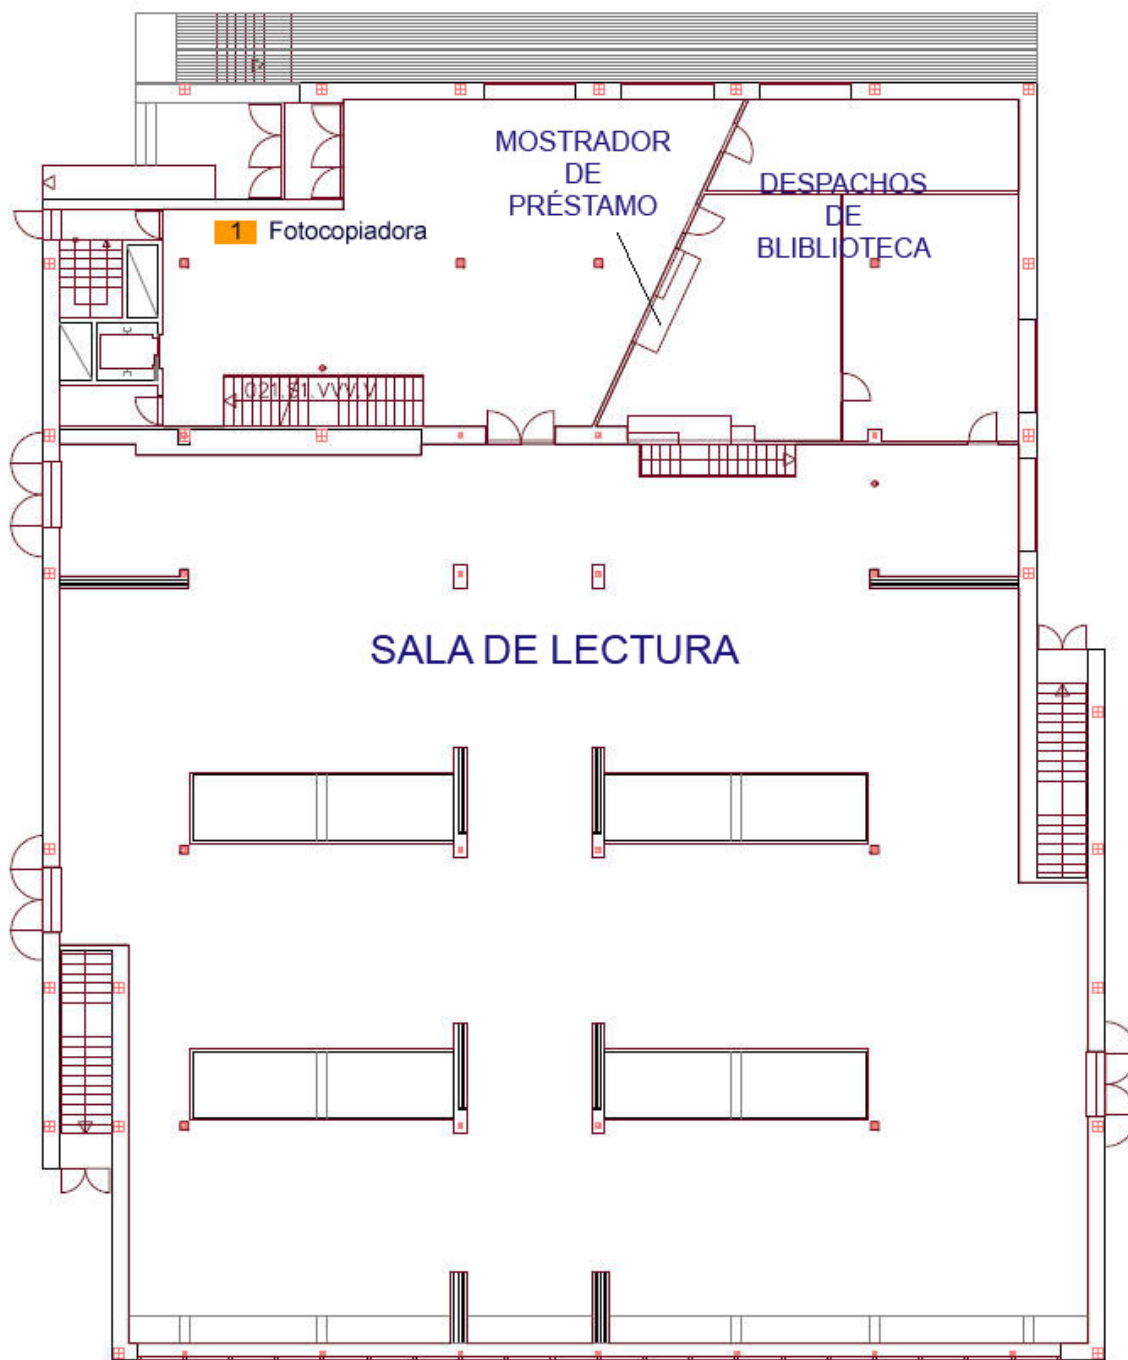 MOSTRADOR
DE
PRÉSTAMO
DESPACHOS
DE
BLIBLIOTECA
1 Fotocopiadora
SALA DE LECTURA